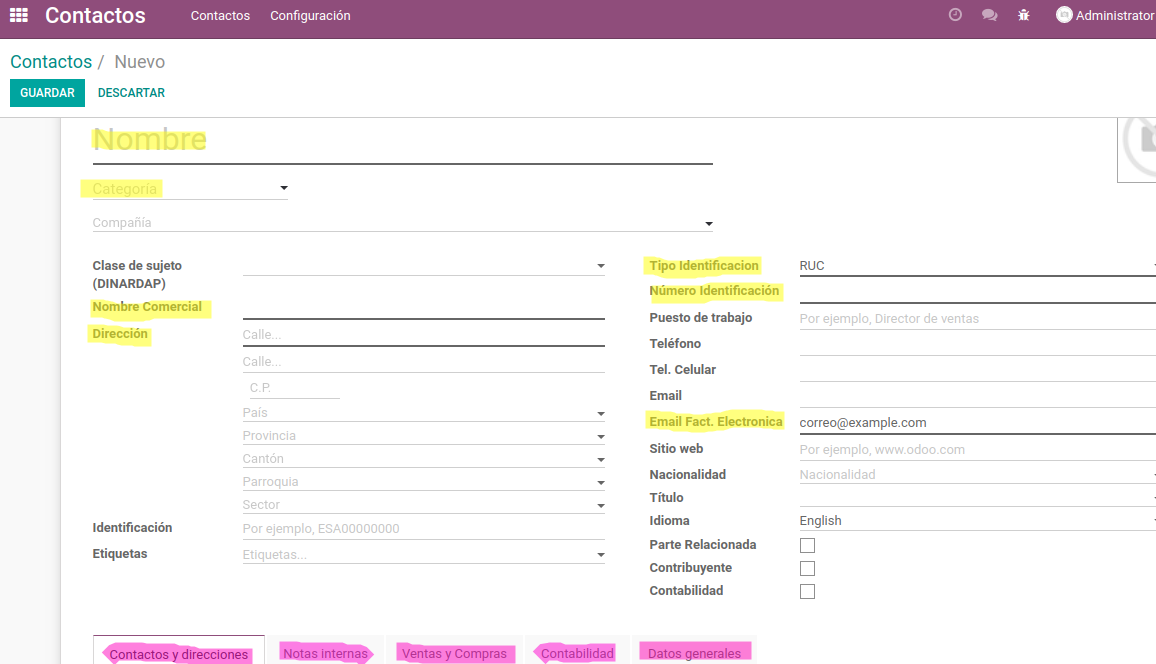 Contactos Contactos Configuración Administrator
Contactos / Nuevo
GUARDAR DESCARTAR
Nombre
Categoría
Compañía
Clase de sujeto
(DINARDAP)
Nombre Comercial
Dirección Calle...
Calle...
C.P.
País
Provincia
Cantón
Parroquia
Sector
Identificación Por ejemplo, ESA00000000
Etiquetas Etiquetas...
Tipo Identificacion RUC
Número Identificación
Puesto de trabajo Por ejemplo, Director de ventas
Teléfono
Tel. Celular
Email
Email Fact. Electronica correo@example.com
Sitio web Por ejemplo, www.odoo.com
Nacionalidad Nacionalidad
Título
Idioma English
Parte Relacionada
Contribuyente
Contabilidad
Contactos y direcciones Notas internas Ventas y Compras Contabilidad Datos generales